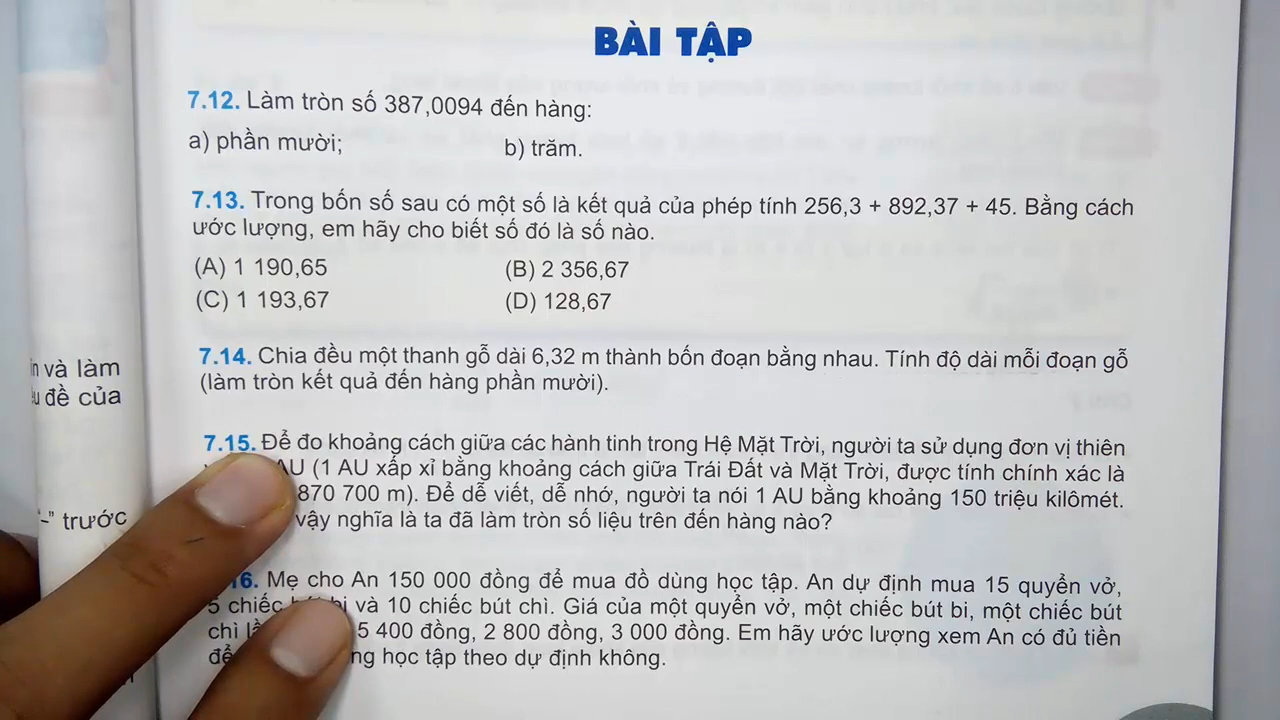 BÀI TẬP
7.12. Làm tròn số 387,0094 đến hàng:
a) phần mười; b) trăm.
7.13. Trong bốn số sau có một số là kết quả của phép tính 256,3 + 892,37 + 45. Bằng cách
ước lượng, em hãy cho biết số đó là số nào.
(A) 1 190,65 (B) 2 356,67
(C) 1 193,67 (D) 128,67
7.14. Chia đều một thanh gỗ dài 6,32 m thành bốn đoạn bằng nhau. Tính độ dài mỗi đoạn gỗ
(làm tròn kết quả đến hàng phần mười).
7.15. Để đo khoảng cách giữa các hành tinh trong Hệ Mặt Trời, người ta sử dụng đơn vị thiên
AU (1 AU xấp xỉ bằng khoảng cách giữa Trái Đất và Mặt Trời, được tính chính xác là
870 700 m). Để dễ viết, dễ nhớ, người ta nói 1 AU bằng khoảng 150 triệu kilômét.
vậy nghĩa là ta đã làm tròn số liệu trên đến hàng nào?
16. Mẹ cho An 150 000 đồng để mua đồ dùng học tập. An dự định mua 15 quyển vở,
5 chiếc bút bi và 10 chiếc bút chì. Giá của một quyển vở, một chiếc bút bi, một chiếc bút
chì 5 400 đồng, 2 800 đồng, 3 000 đồng. Em hãy ước lượng xem An có đủ tiền
để học tập theo dự định không.
và làm
đề của
"–" trước